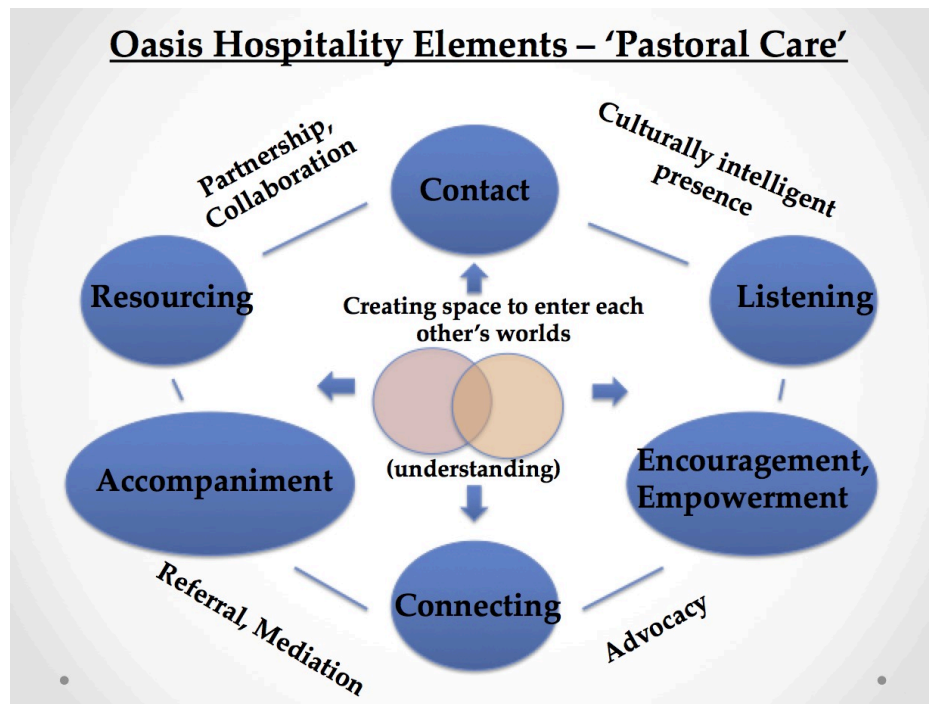 Oasis Hospitality Elements – ‘Pastoral Care’
Partnership,
Collaboration
Contact
Culturally intelligent
presence
Resourcing
Listening
Creating space to enter each
other’s worlds
(understanding)
Accompaniment
Encouragement,
Empowerment
Connecting
Referral, Mediation
Advocacy